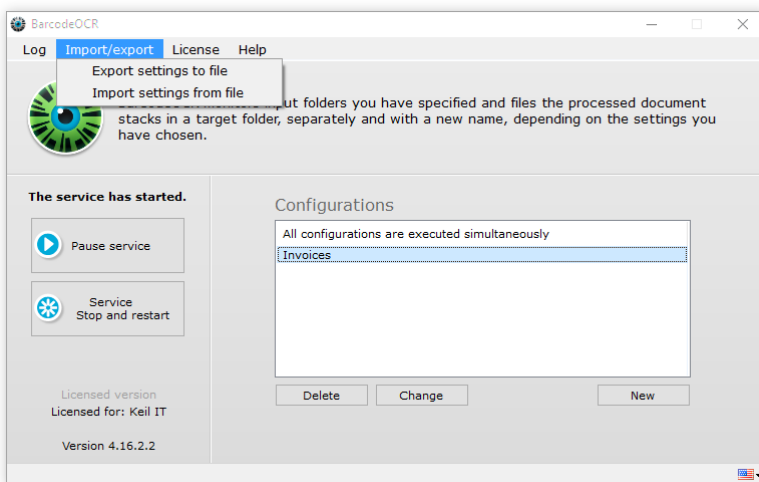 BarcodeOCR
Log Import/export License Help
Export settings to file
Import settings from file
input folders you have specified and files the processed document
stacks in a target folder, separately and with a new name, depending on the settings you
have chosen.
The service has started.
Configurations
All configurations are executed simultaneously
Invoices
Pause service
Service
Stop and restart
Delete Change New
Licensed version
Licensed for: Keil IT
Version 4.16.2.2